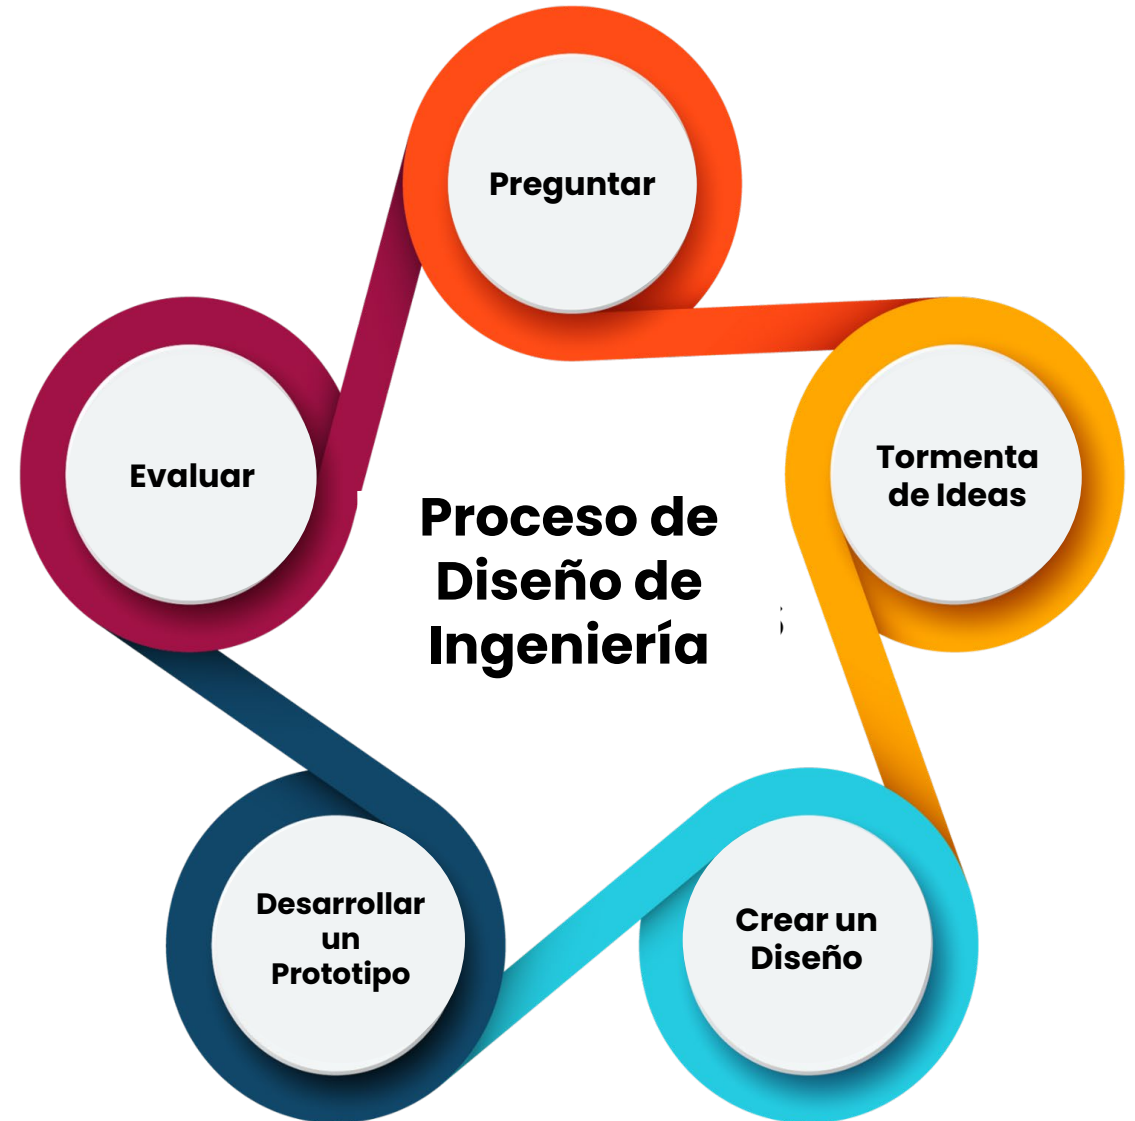 Preguntar
Tormenta
de Ideas
Evaluar
Proceso de
Diseño de
Ingeniería
Crear un
Diseño
Desarrollar
un
Prototipo